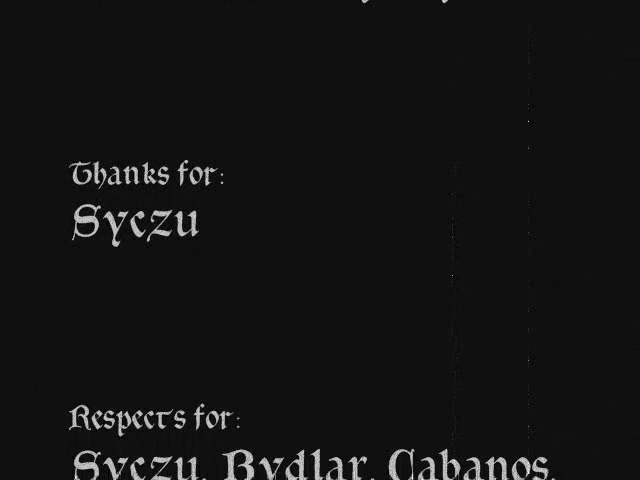 Thanks for:
Syczu
Respects for:
Syczu, Bydlar, Cabanos,